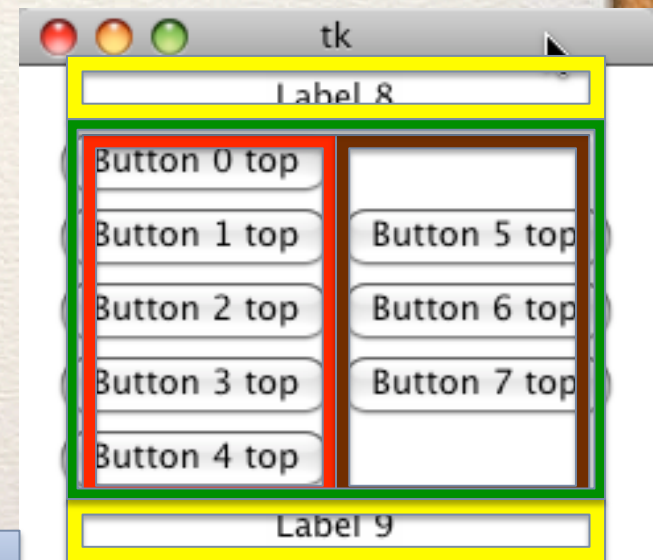 tk
Label 8
Button 0 top
Button 1 top Button 5 top
Button 2 top Button 6 top
Button 3 top Button 7 top
Button 4 top
Label 9